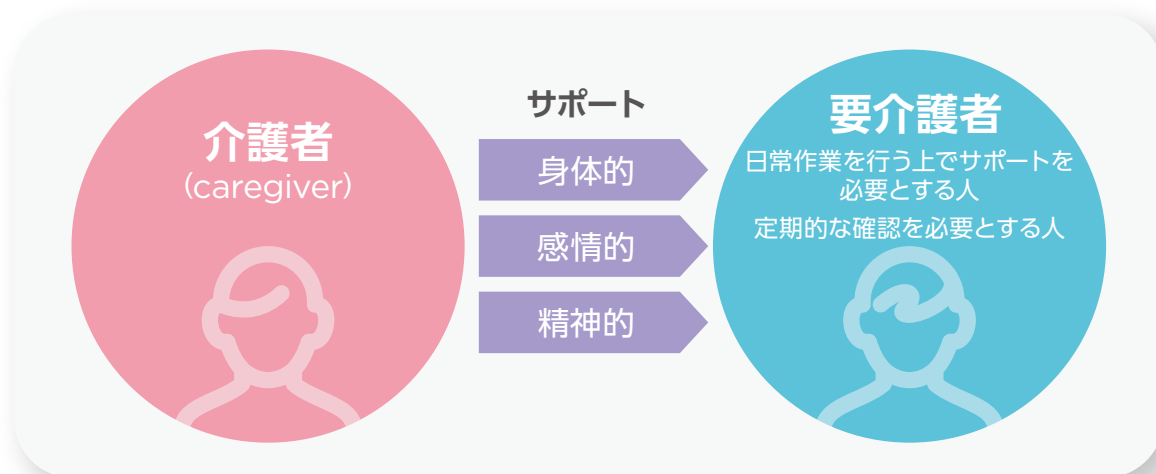 介護者
(caregiver)
サポート
身体的
感情的
精神的
要介護者
日常作業を行う上でサポートを
必要とする人
定期的な確認を必要とする人